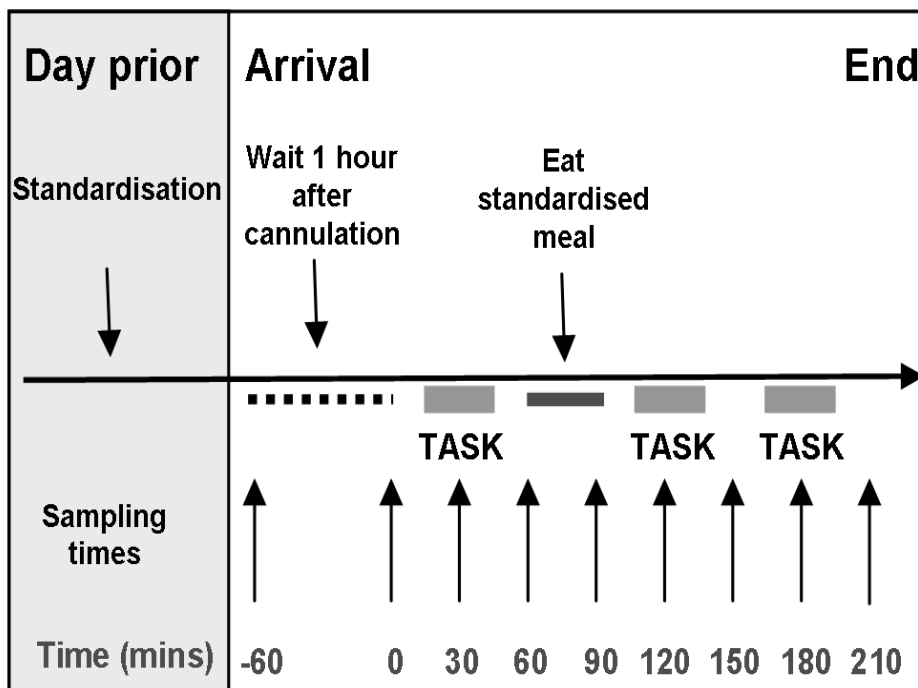 Day prior
Arrival
End
Standardisation
Wait 1 hour
after
cannulation
Eat
standardised
meal
TASK
TASK
TASK
Sampling
times
Time (mins)
-60
0
30
60
90
120
150
180
210